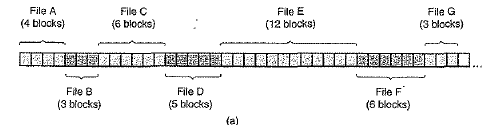 File A
(4 blocks)
File C
(6 blocks)
File E
(12 blocks)
File G
(3 blocks)
...
File B
(3 blocks)
File D
(5 blocks)
File F
(6 blocks)
(a)